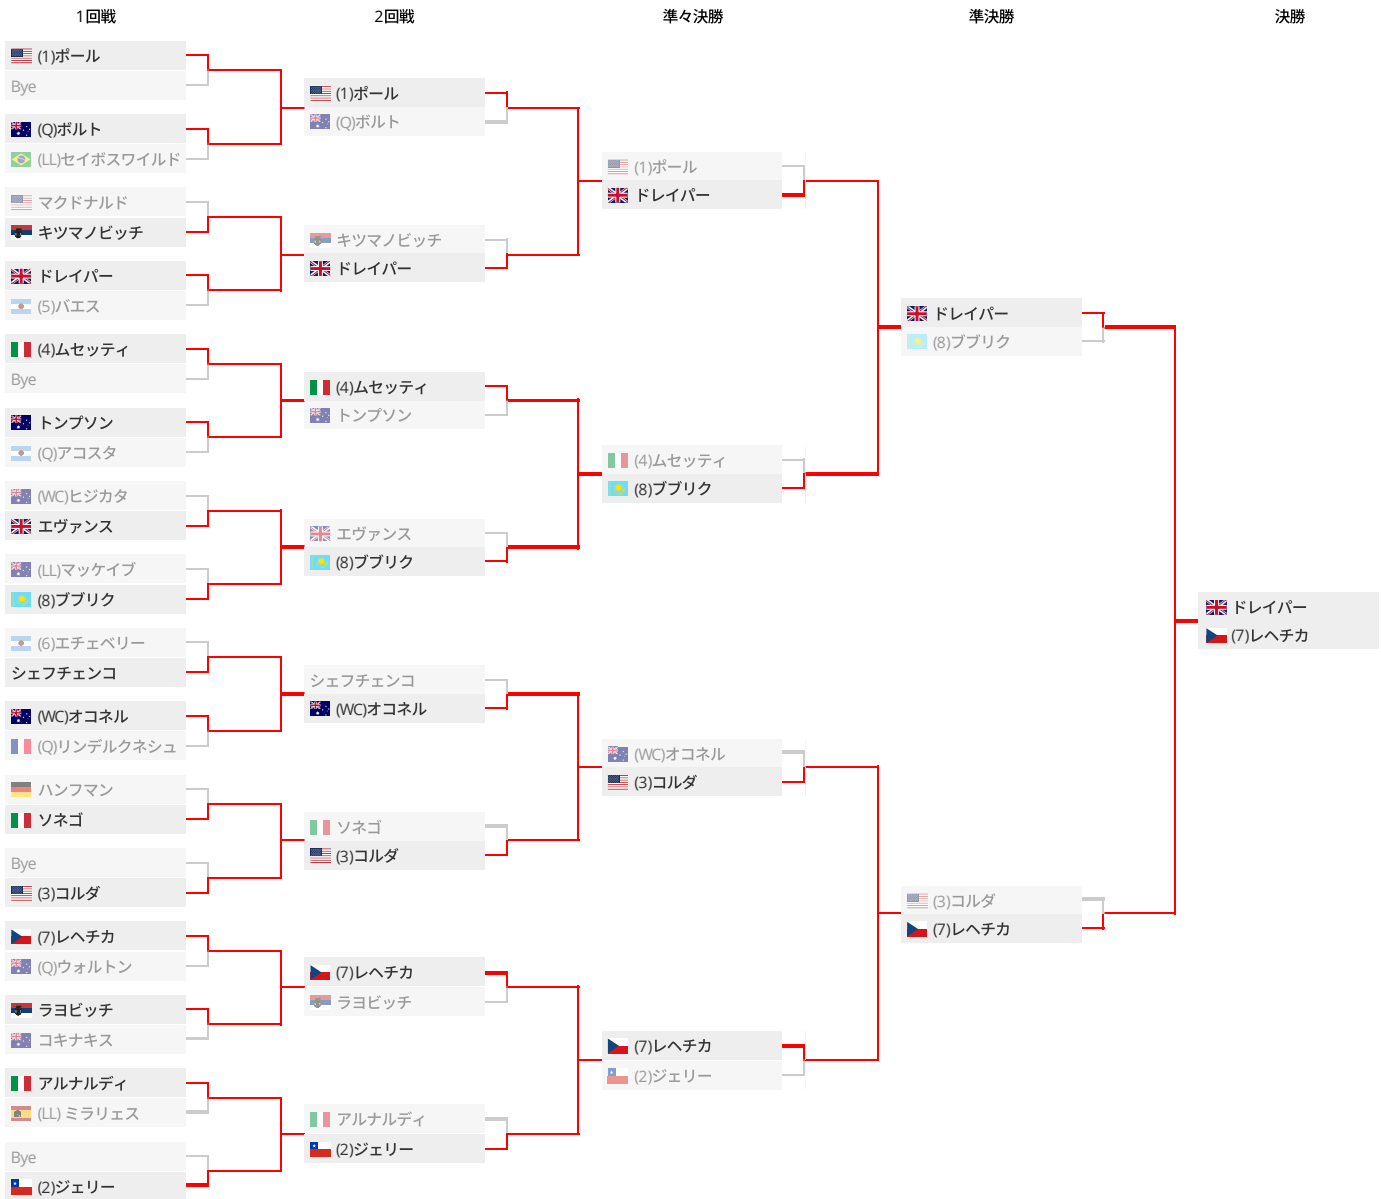 1回戦
2回戦
準々決勝
準決勝
決勝
(1)ポール
Bye
(Q)ボルト
(LL)セイボスワイルド
マクドナルド
キツマノビッチ
ドレイパー
(5)バエス
(4)ムセッティ
Bye
トンプソン
(Q)アコスタ
(WC)ヒジカタ
エヴァンス
(LL)マッケイブ
(8)ブブリク
(6)エチェベリー
シェフチェンコ
(WC)オコネル
(Q)リンデルクネシュ
ハンフマン
ソネゴ
Bye
(3)コルダ
(7)レヘチカ
(Q)ウォルトン
ラヨビッチ
コキナキス
アルナルディ
(LL) ミラリェス
Bye
(2)ジェリー
(1)ポール
(Q)ボルト
キツマノビッチ
ドレイパー
(4)ムセッティ
トンプソン
エヴァンス
(8)ブブリク
シェフチェンコ
(WC)オコネル
ソネゴ
(3)コルダ
(7)レヘチカ
ラヨビッチ
アルナルディ
(2)ジェリー
(1)ポール
ドレイパー
(4)ムセッティ
(8)ブブリク
(WC)オコネル
(3)コルダ
(7)レヘチカ
(2)ジェリー
ドレイパー
(8)ブブリク
(3)コルダ
(7)レヘチカ
ドレイパー
(7)レヘチカ